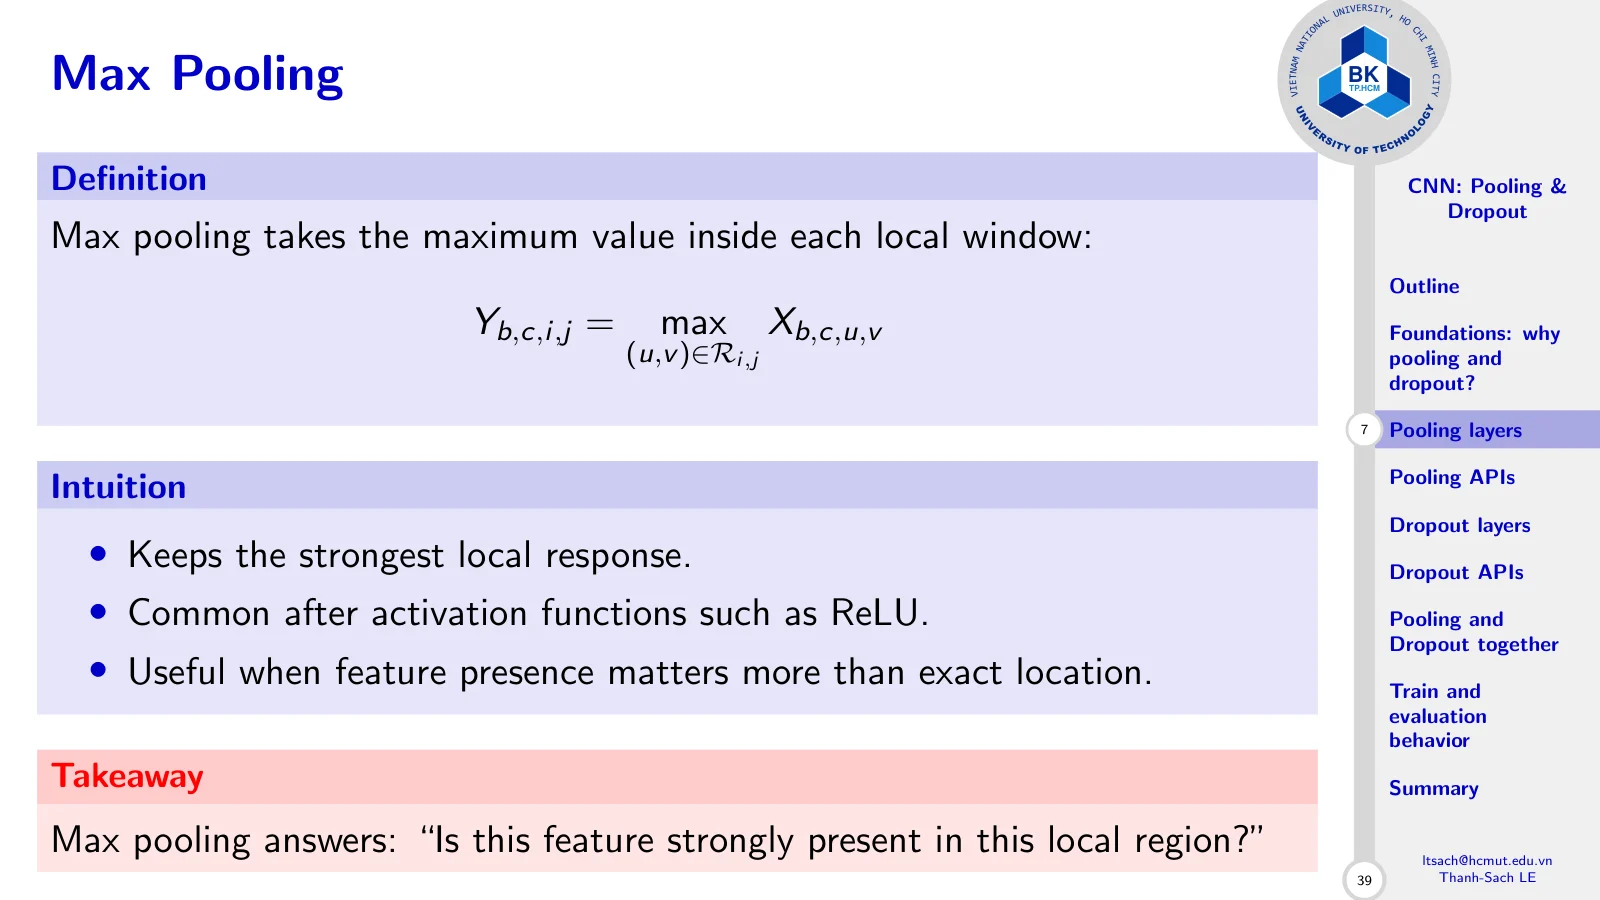 Max Pooling
Definition
Max pooling takes the maximum value inside each local window:
Y_{b,c,i,j} = max_{(u,v)∈ℛ_{i,j}} X_{b,c,u,v}
Intuition
• Keeps the strongest local response.
• Common after activation functions such as ReLU.
• Useful when feature presence matters more than exact location.
Takeaway
Max pooling answers: “Is this feature strongly present in this local region?”
VIETNAM NATIONAL UNIVERSITY, HO CHI MINH CITY
BK
TP.HCM
UNIVERSITY OF TECHNOLOGY
CNN: Pooling &
Dropout
Outline
Foundations: why
pooling and
dropout?
7
Pooling layers
Pooling APIs
Dropout layers
Dropout APIs
Pooling and
Dropout together
Train and
evaluation
behavior
Summary
ltsach@hcmut.edu.vn
Thanh-Sach LE
39